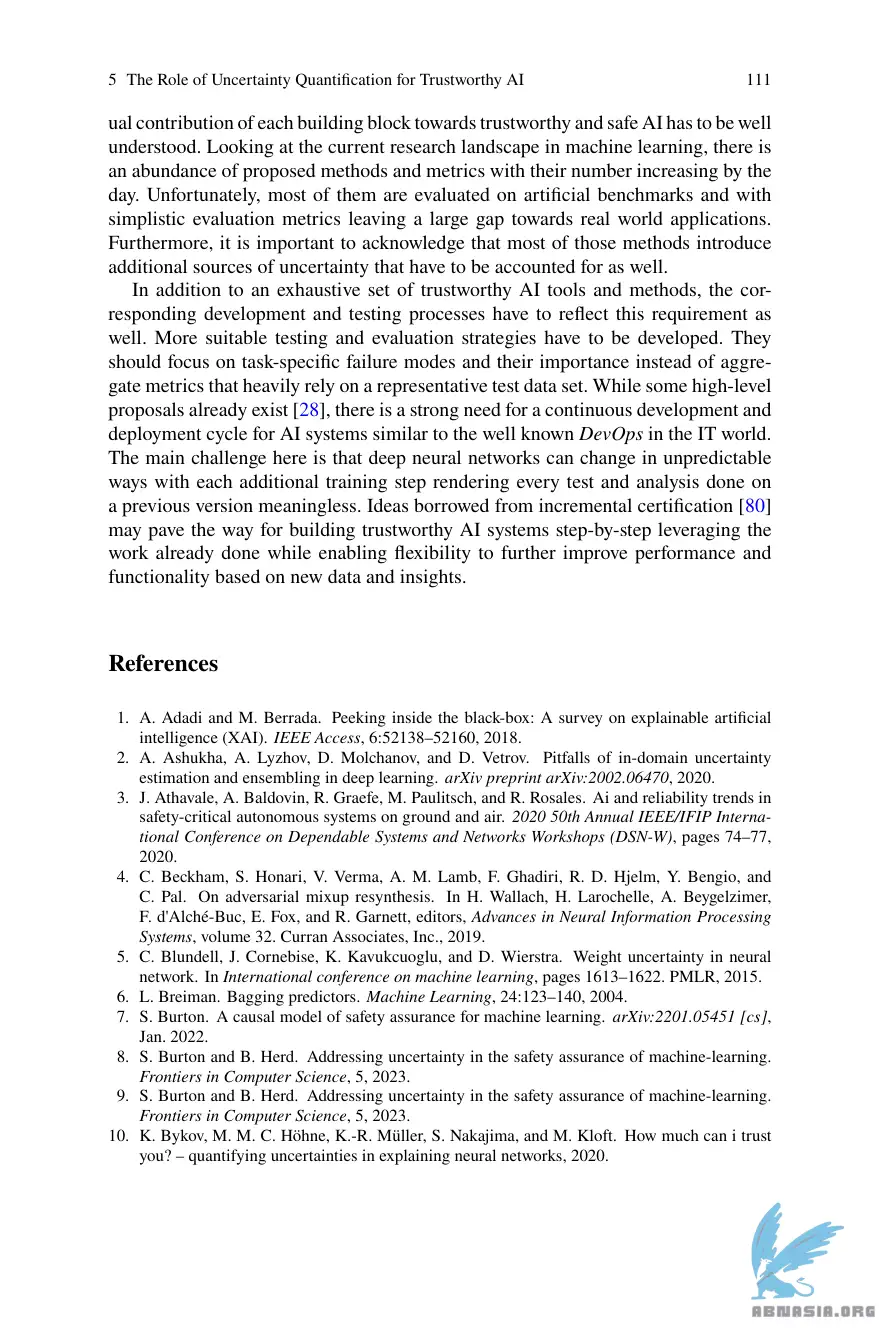 5 The Role of Uncertainty Quantification for Trustworthy AI 111
ual contribution of each building block towards trustworthy and safe AI has to be well
understood. Looking at the current research landscape in machine learning, there is
an abundance of proposed methods and metrics with their number increasing by the
day. Unfortunately, most of them are evaluated on artificial benchmarks and with
simplistic evaluation metrics leaving a large gap towards real world applications.
Furthermore, it is important to acknowledge that most of those methods introduce
additional sources of uncertainty that have to be accounted for as well.
In addition to an exhaustive set of trustworthy AI tools and methods, the cor-
responding development and testing processes have to reflect this requirement as
well. More suitable testing and evaluation strategies have to be developed. They
should focus on task-specific failure modes and their importance instead of aggre-
gate metrics that heavily rely on a representative test data set. While some high-level
proposals already exist [28], there is a strong need for a continuous development and
deployment cycle for AI systems similar to the well known DevOps in the IT world.
The main challenge here is that deep neural networks can change in unpredictable
ways with each additional training step rendering every test and analysis done on
a previous version meaningless. Ideas borrowed from incremental certification [80]
may pave the way for building trustworthy AI systems step-by-step leveraging the
work already done while enabling flexibility to further improve performance and
functionality based on new data and insights.
References
1. A. Adadi and M. Berrada. Peeking inside the black-box: A survey on explainable artificial
intelligence (XAI). IEEE Access, 6:52138–52160, 2018.
2. A. Ashukha, A. Lyzhov, D. Molchanov, and D. Vetrov. Pitfalls of in-domain uncertainty
estimation and ensembling in deep learning. arXiv preprint arXiv:2002.06470, 2020.
3. J. Athavale, A. Baldovin, R. Graefe, M. Paulitsch, and R. Rosales. Ai and reliability trends in
safety-critical autonomous systems on ground and air. 2020 50th Annual IEEE/IFIP Interna-
tional Conference on Dependable Systems and Networks Workshops (DSN-W), pages 74–77,
2020.
4. C. Beckham, S. Honari, V. Verma, A. M. Lamb, F. Ghadiri, R. D. Hjelm, Y. Bengio, and
C. Pal. On adversarial mixup resynthesis. In H. Wallach, H. Larochelle, A. Beygelzimer,
F. d'Alché-Buc, E. Fox, and R. Garnett, editors, Advances in Neural Information Processing
Systems, volume 32. Curran Associates, Inc., 2019.
5. C. Blundell, J. Cornebise, K. Kavukcuoglu, and D. Wierstra. Weight uncertainty in neural
network. In International conference on machine learning, pages 1613–1622. PMLR, 2015.
6. L. Breiman. Bagging predictors. Machine Learning, 24:123–140, 2004.
7. S. Burton. A causal model of safety assurance for machine learning. arXiv:2201.05451 [cs],
Jan. 2022.
8. S. Burton and B. Herd. Addressing uncertainty in the safety assurance of machine-learning.
Frontiers in Computer Science, 5, 2023.
9. S. Burton and B. Herd. Addressing uncertainty in the safety assurance of machine-learning.
Frontiers in Computer Science, 5, 2023.
10. K. Bykov, M. M. C. Höhne, K.-R. Müller, S. Nakajima, and M. Kloft. How much can i trust
you? – quantifying uncertainties in explaining neural networks, 2020.
ABNASIA.ORG